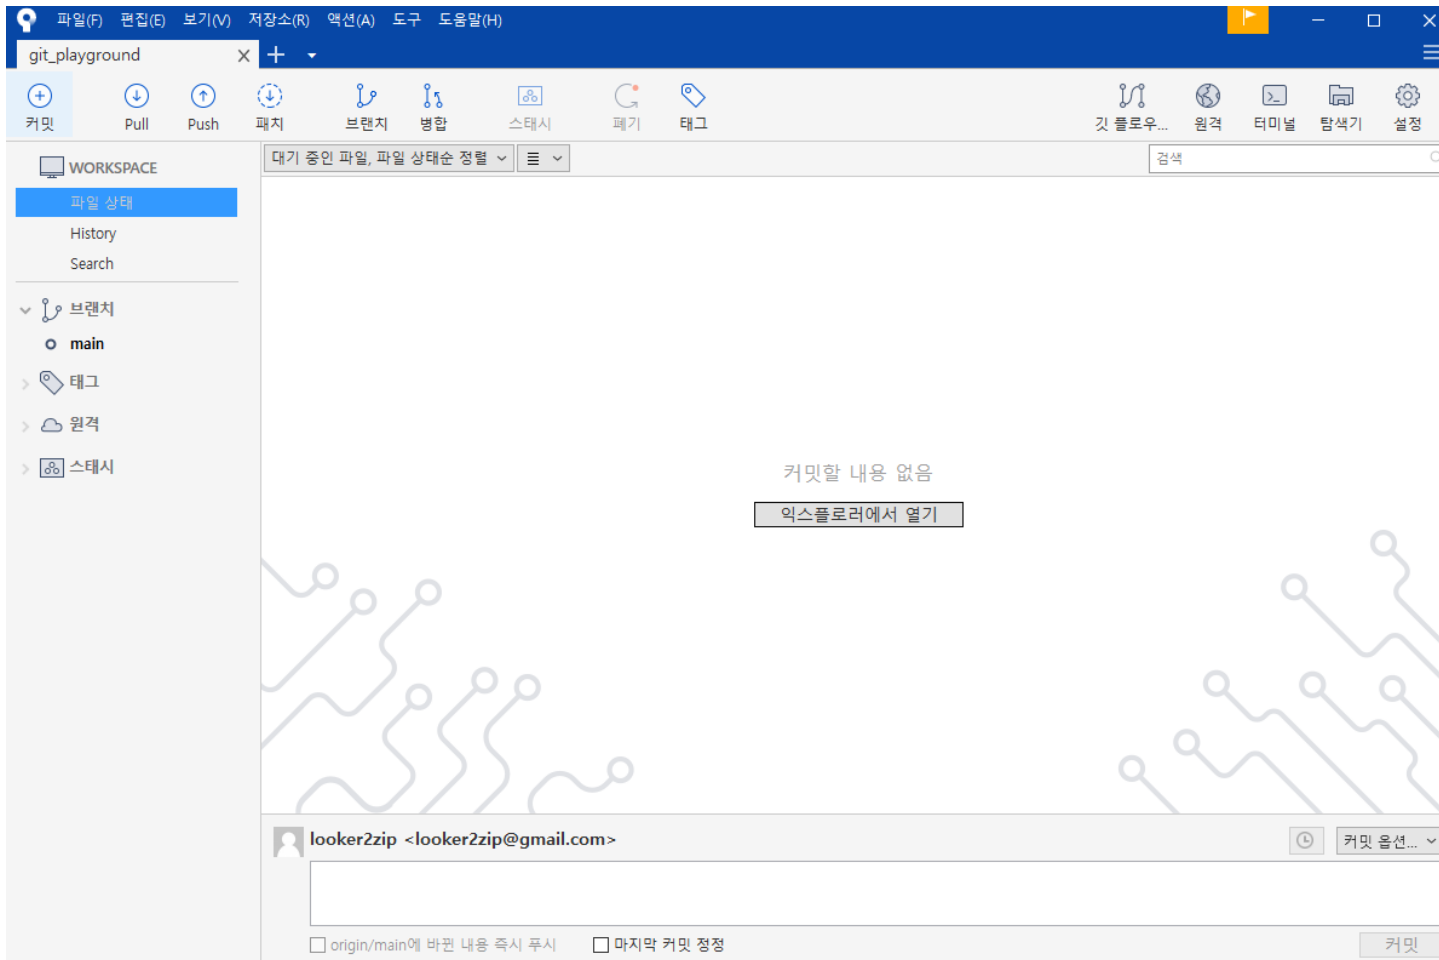 파일(F) 편집(E) 보기(V) 저장소(R) 액션(A) 도구 도움말(H)
git_playground
커밋 Pull Push 패치 브랜치 병합 스태시 폐기 태그 깃 플로우... 원격 터미널 탐색기 설정
WORKSPACE
파일 상태
History
Search
브랜치
main
태그
원격
스태시
대기 중인 파일, 파일 상태순 정렬
검색
커밋할 내용 없음
익스플로러에서 열기
looker2zip <looker2zip@gmail.com>
커밋 옵션...
origin/main에 바뀐 내용 즉시 푸시
마지막 커밋 정정
커밋